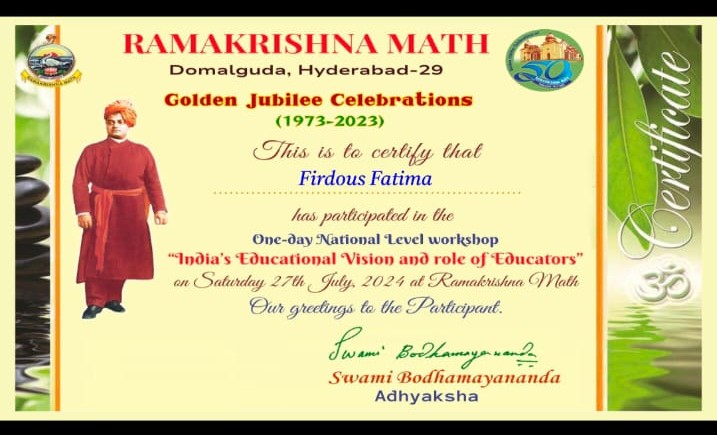 RAMAKRISHNA MATH
Domalguda, Hyderabad-29
Golden Jubilee Celebrations
(1973-2023)
This is to certify that
Firdous Fatima
has participated in the
One-day National Level workshop
“India's Educational Vision and role of Educators”
on Saturday 27th July, 2024 at Ramakrishna Math
Our greetings to the Participant.
Swami Bodhamayananda
Swami Bodhamayananda
Adhyaksha
Certificate
ॐ
50